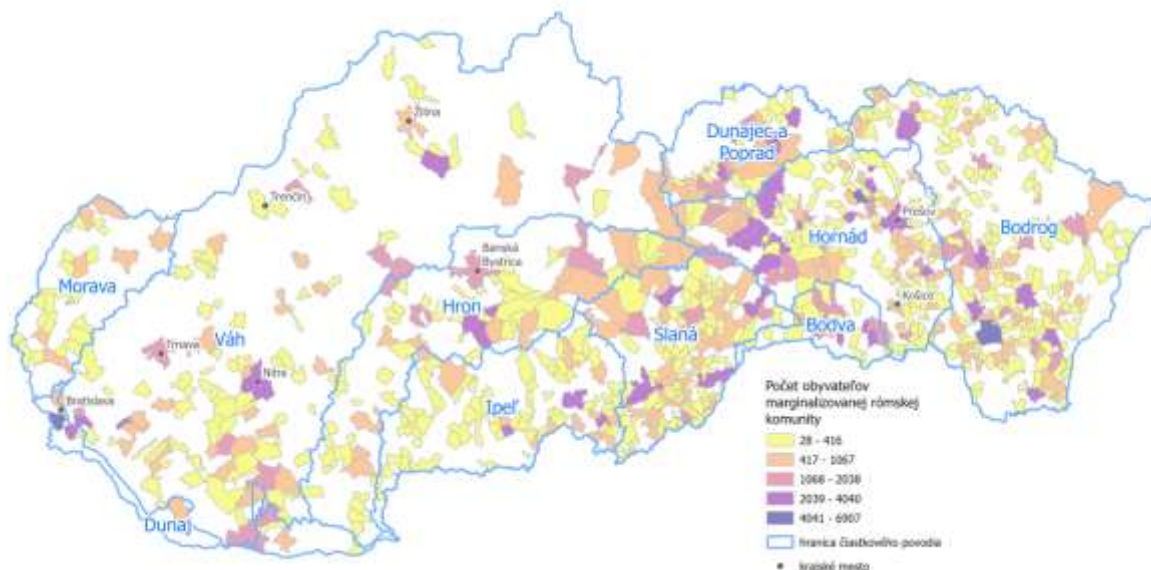 Žilina
Dunajec a
Poprad
Trenčín
Prešov
Bodrog
Hornád
Banská
Bystrica
Morava
Košice
Hron
Bodva
Váh
Slaná
Trnava
Nitra
Ipeľ
Bratislava
Dunaj
Počet obyvateľov
marginalizovanej rómskej
komunity
28 - 416
417 - 1067
1068 - 2038
2039 - 4040
4041 - 6907
hranica čiastkového povodia
krajské mesto